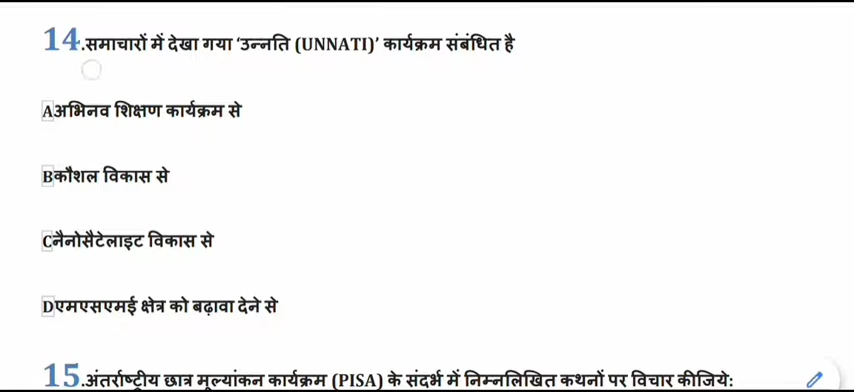 14.समाचारों में देखा गया ‘उन्नति (UNNATI)’ कार्यक्रम संबंधित है
Aअभिनव शिक्षण कार्यक्रम से
Bकौशल विकास से
Cनैनोसैटेलाइट विकास से
Dएमएसएमई क्षेत्र को बढ़ावा देने से
15.अंतर्राष्ट्रीय छात्र मूल्यांकन कार्यक्रम (PISA) के संदर्भ में निम्नलिखित कथनों पर विचार कीजिये: